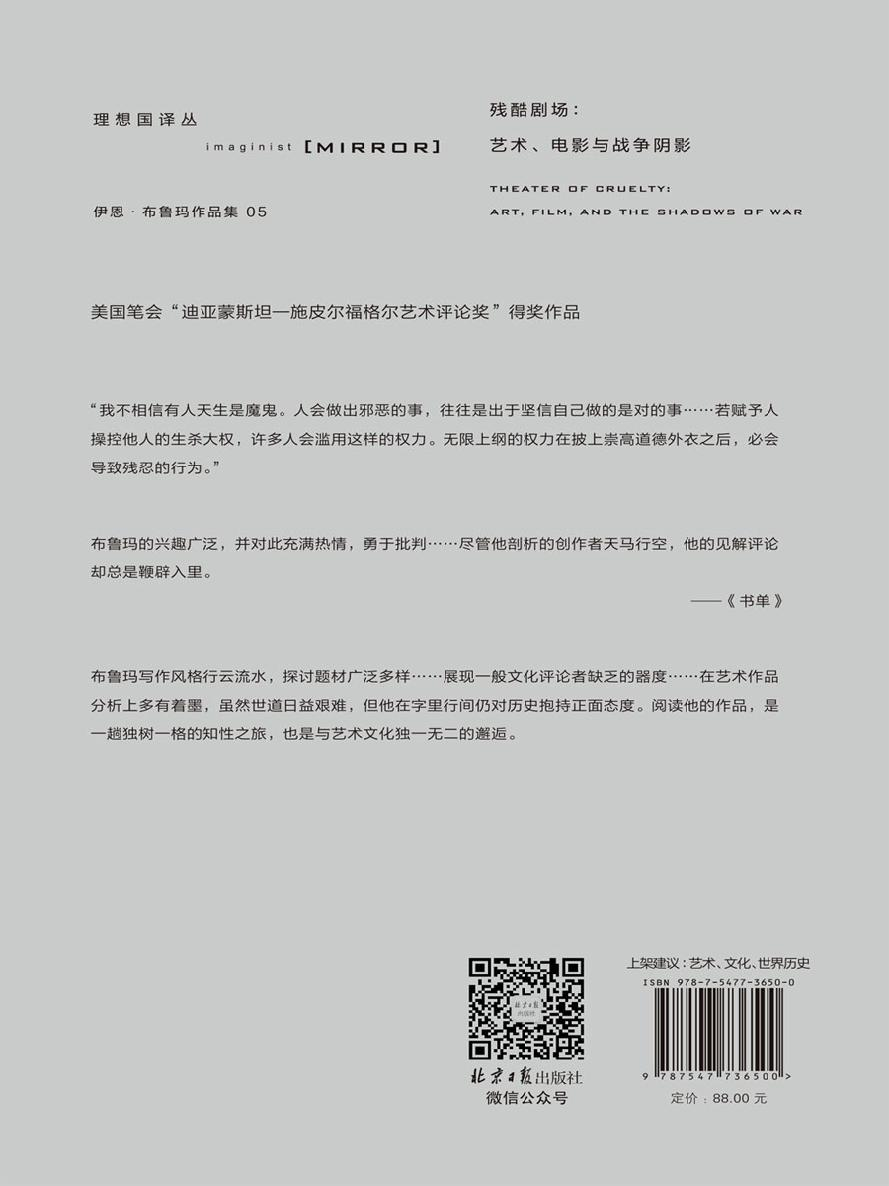 理想国译丛
imaginist [MIRROR]
伊恩·布鲁玛作品集 05
残酷剧场：
艺术、电影与战争阴影
THEATER OF CRUELTY:
ART, FILM, AND THE SHADOWS OF WAR
美国笔会“迪亚蒙斯坦—施皮尔福格尔艺术评论奖”得奖作品
“我不相信有人天生是魔鬼。人会做出邪恶的事，往往是出于坚信自己做的是对的事……若赋予人
操控他人的生杀大权，许多人会滥用这样的权力。无限上纲的权力在披上崇高道德外衣之后，必会
导致残忍的行为。”
布鲁玛的兴趣广泛，并对此充满热情，勇于批判……尽管他剖析的创作者天马行空，他的见解评论
却总是鞭辟入里。
——《书单》
布鲁玛写作风格行云流水，探讨题材广泛多样……展现一般文化评论者缺乏的器度……在艺术作品
分析上多有着墨，虽然世道日益艰难，但他在字里行间仍对历史抱持正面态度。阅读他的作品，是
一趟独树一格的知性之旅，也是与艺术文化独一无二的邂逅。
北京日报
出版社
北京日报出版社
微信公众号
上架建议：艺术、文化、世界历史
ISBN 978-7-5477-3650-0
9 787547 736500 >
定价：88.00 元